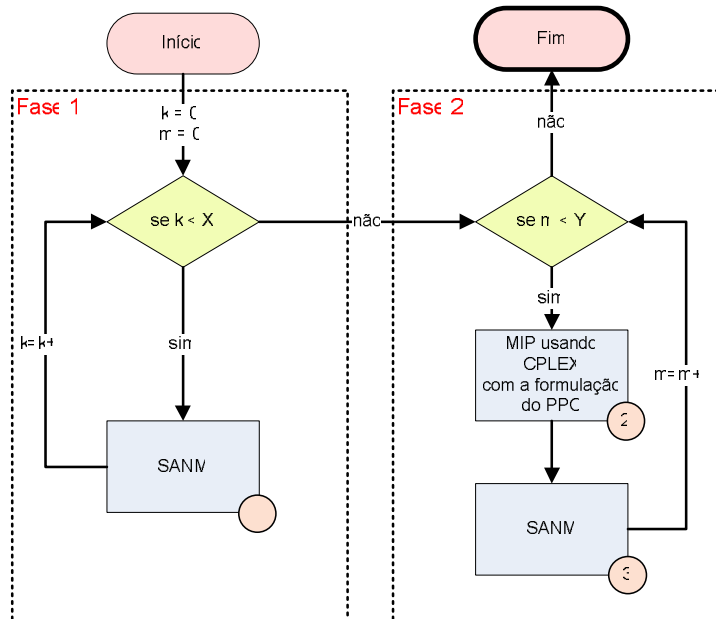 Início
Fim
Fase 1
k = 0
m = 0
se k < X
não
sim
k=k+
SANM
Fase 2
não
se m < Y
sim
MIP usando
CPLEX
com a formulação
do PPC
2
m=m+
SANM
3